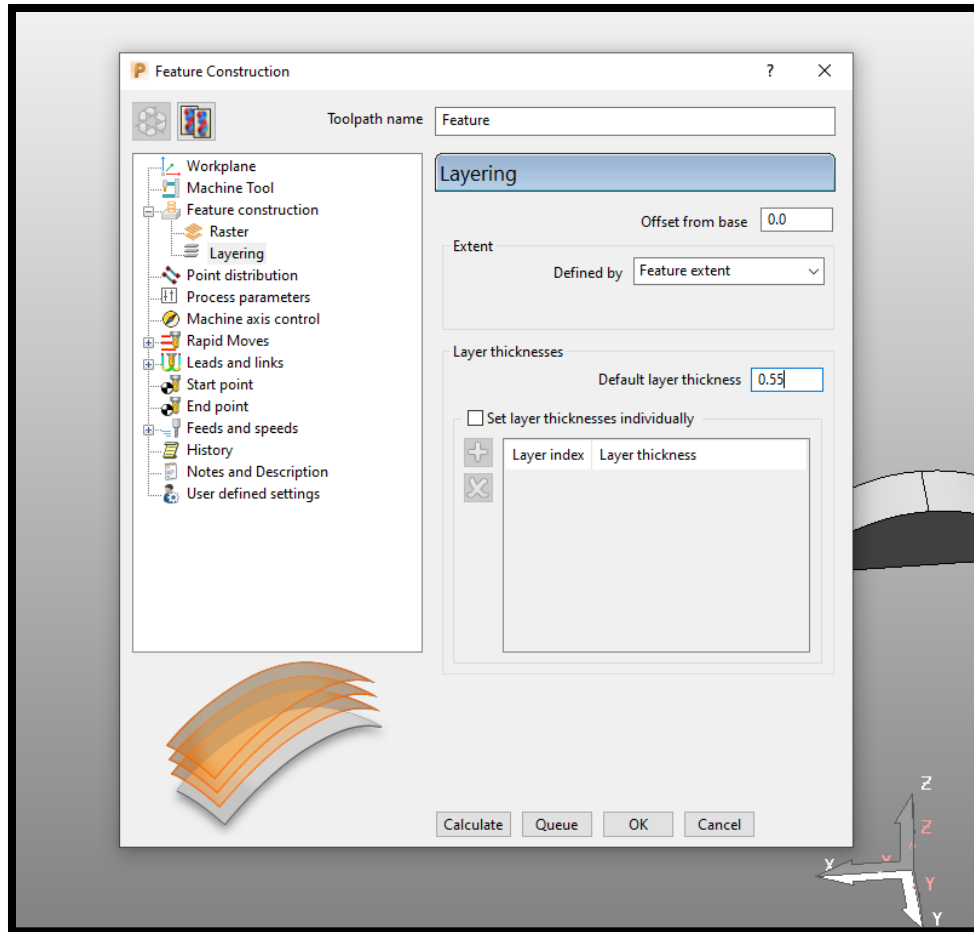 Feature Construction
?
Toolpath name
Feature
Workplane
Machine Tool
Feature construction
Raster
Layering
Point distribution
Process parameters
Machine axis control
Rapid Moves
Leads and links
Start point
End point
Feeds and speeds
History
Notes and Description
User defined settings
Layering
Offset from base 0.0
Extent
Defined by Feature extent
Layer thicknesses
Default layer thickness 0.55
Set layer thicknesses individually
Layer index Layer thickness
Calculate Queue OK Cancel
Z
Z
X X
Y
Y